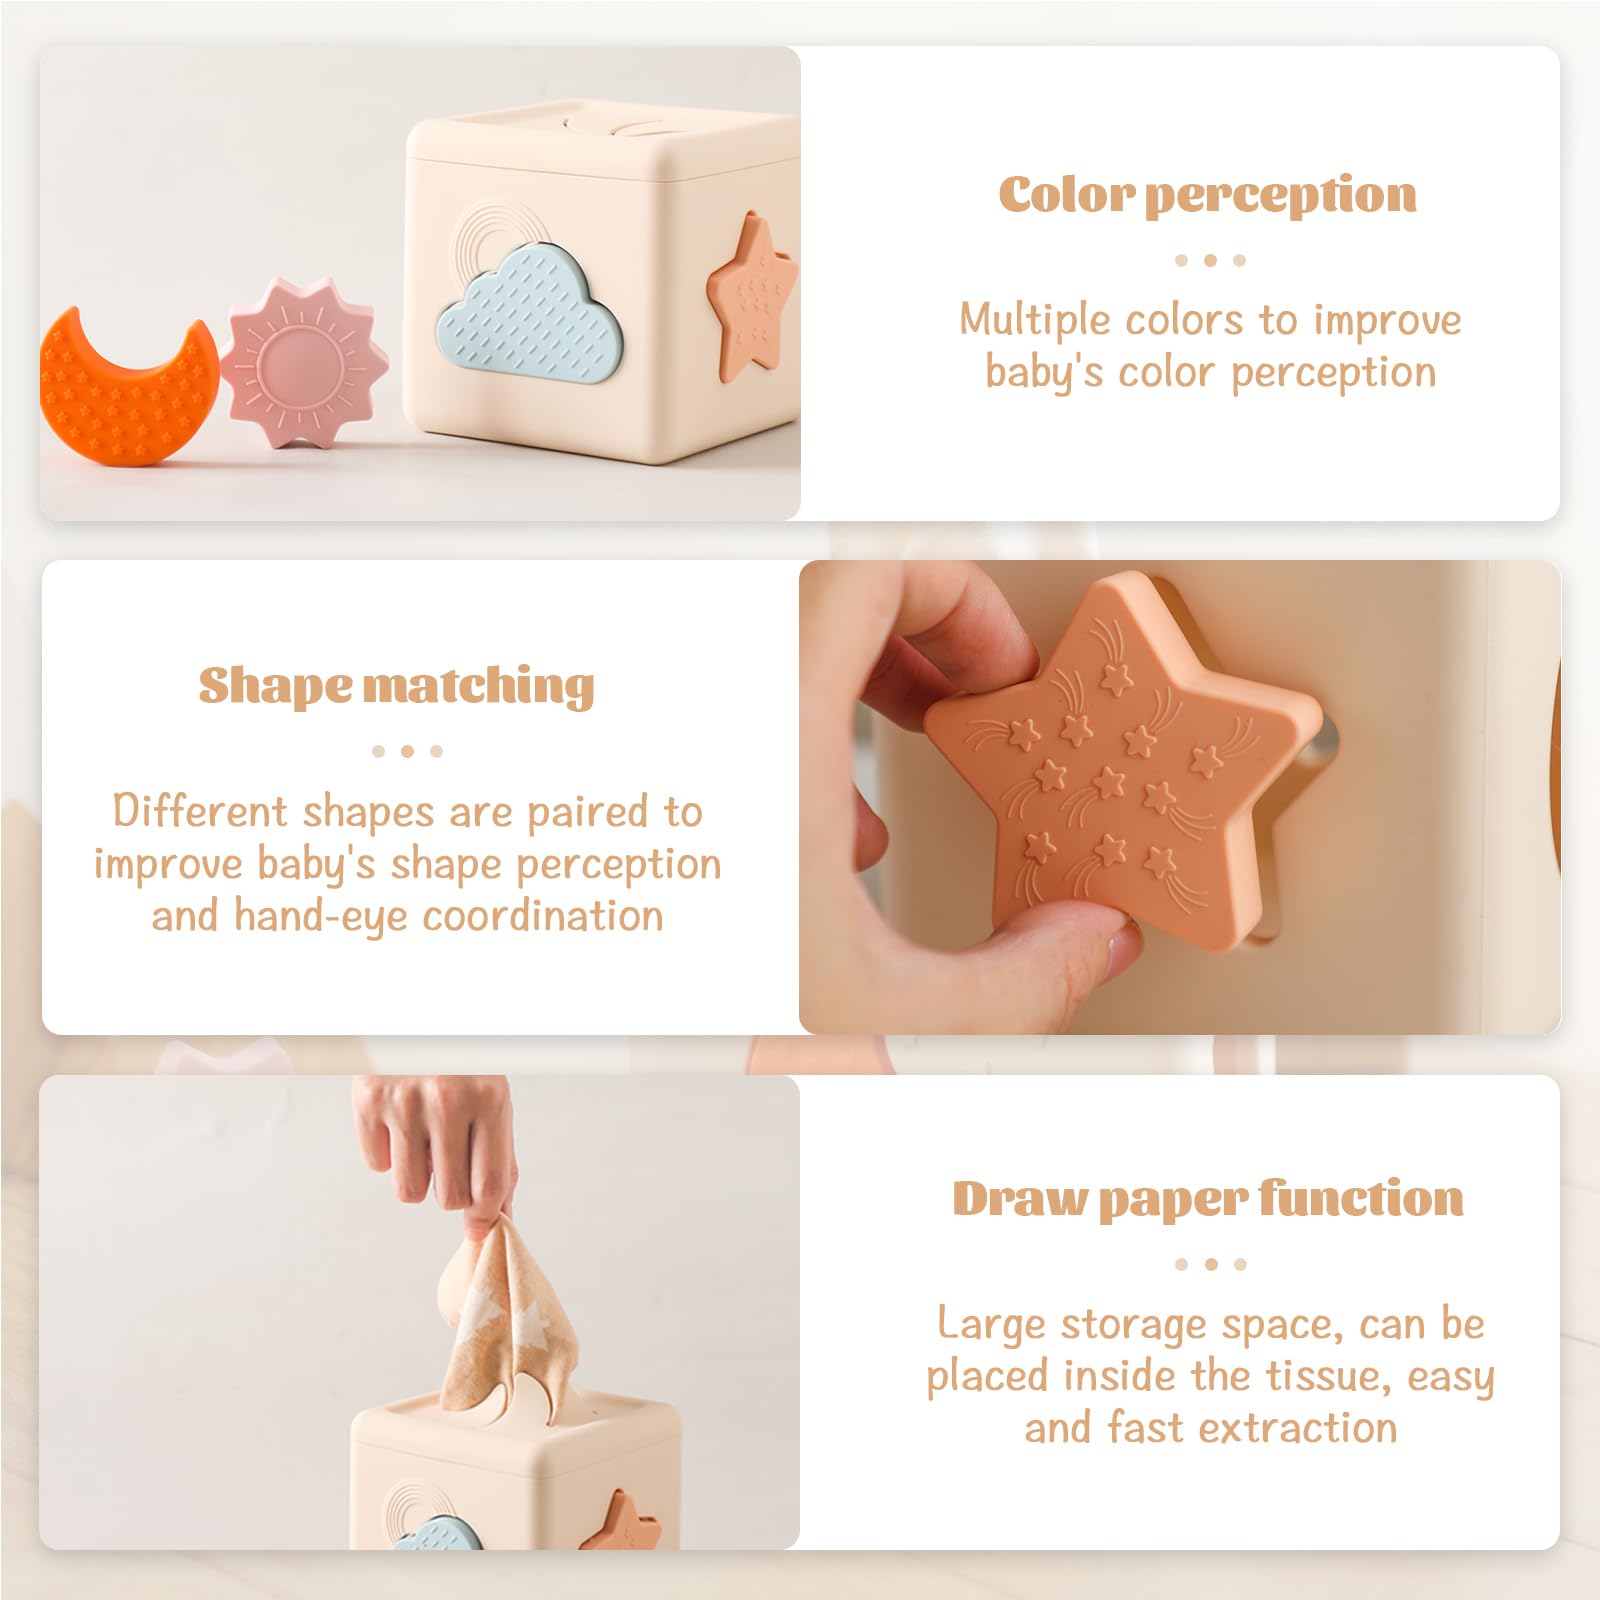 Color perception
Multiple colors to improve
baby's color perception
Shape matching
Different shapes are paired to
improve baby's shape perception
and hand-eye coordination
Draw paper function
Large storage space, can be
placed inside the tissue, easy
and fast extraction